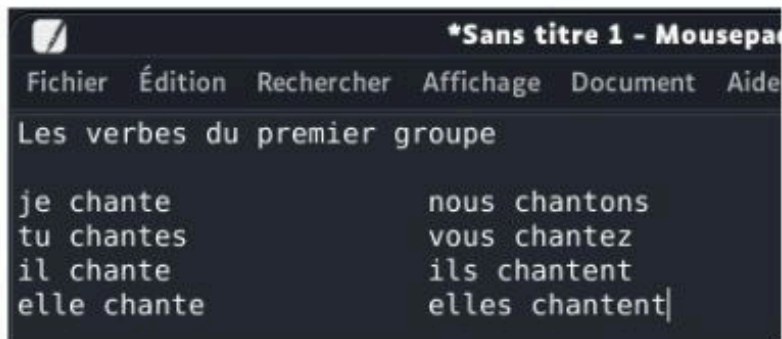 *Sans titre 1 - Mousepa
Fichier Édition Rechercher Affichage Document Aide
Les verbes du premier groupe
je chante nous chantons
tu chantes vous chantez
il chante ils chantent
elle chante elles chantent